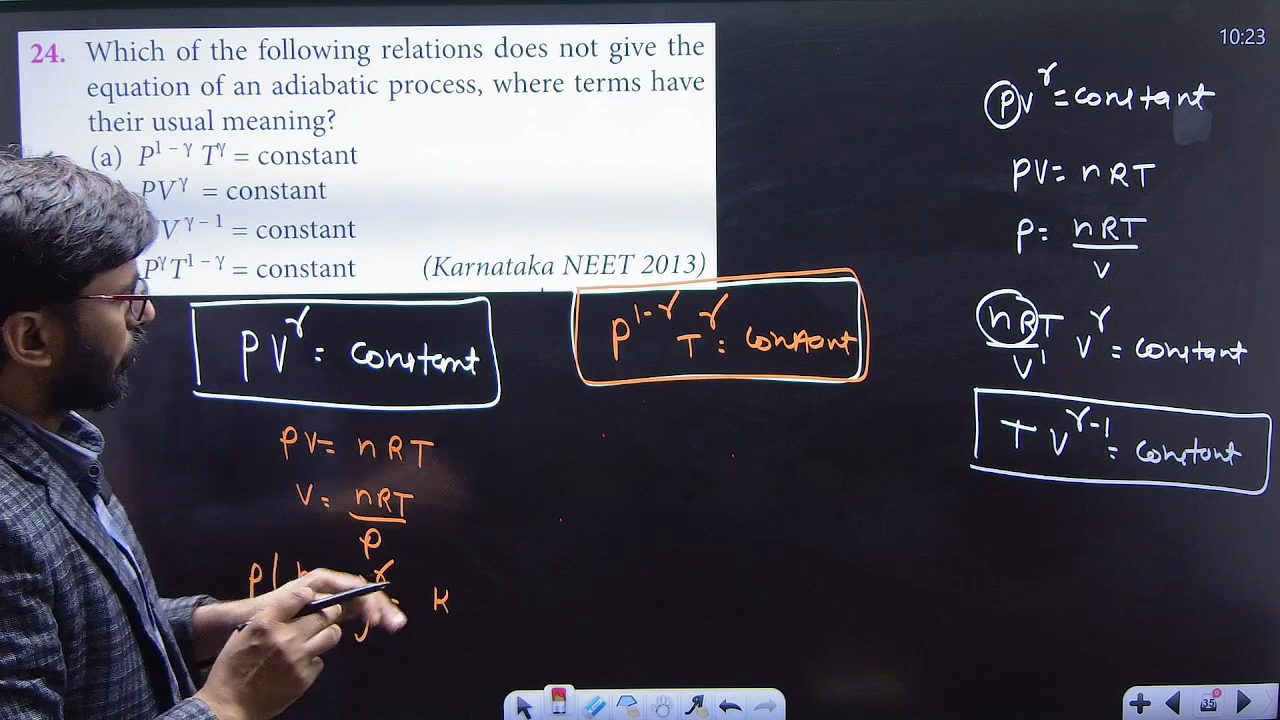 10:23
24. Which of the following relations does not give the
equation of an adiabatic process, where terms have
their usual meaning?
(a) P^{1 – γ} T^γ = constant
PV^γ = constant
V^{γ – 1} = constant
P^γ T^{1 – γ} = constant (Karnataka NEET 2013)
PV^γ = constant
PV = nRT
V = nRT/P
P( γ = K
P^{1-γ} T^γ = constant
PV^γ = constant
PV = nRT
P = nRT/V
nRT/V^1 V^γ = constant
TV^{γ-1} = constant
35